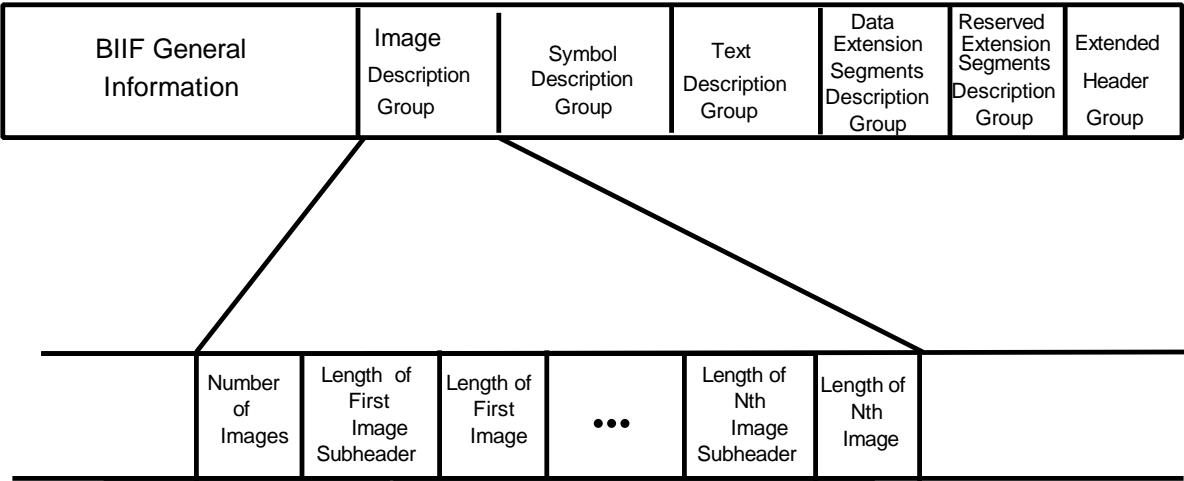 BIIF General
Information
Image
Description
Group
Symbol
Description
Group
Text
Description
Group
Data
Extension
Segments
Description
Group
Reserved
Extension
Segments
Description
Group
Extended
Header
Group
Number
of
Images
Length of
First
Image
Subheader
Length of
First
Image
•••
Length of
Nth
Image
Subheader
Length of
Nth
Image